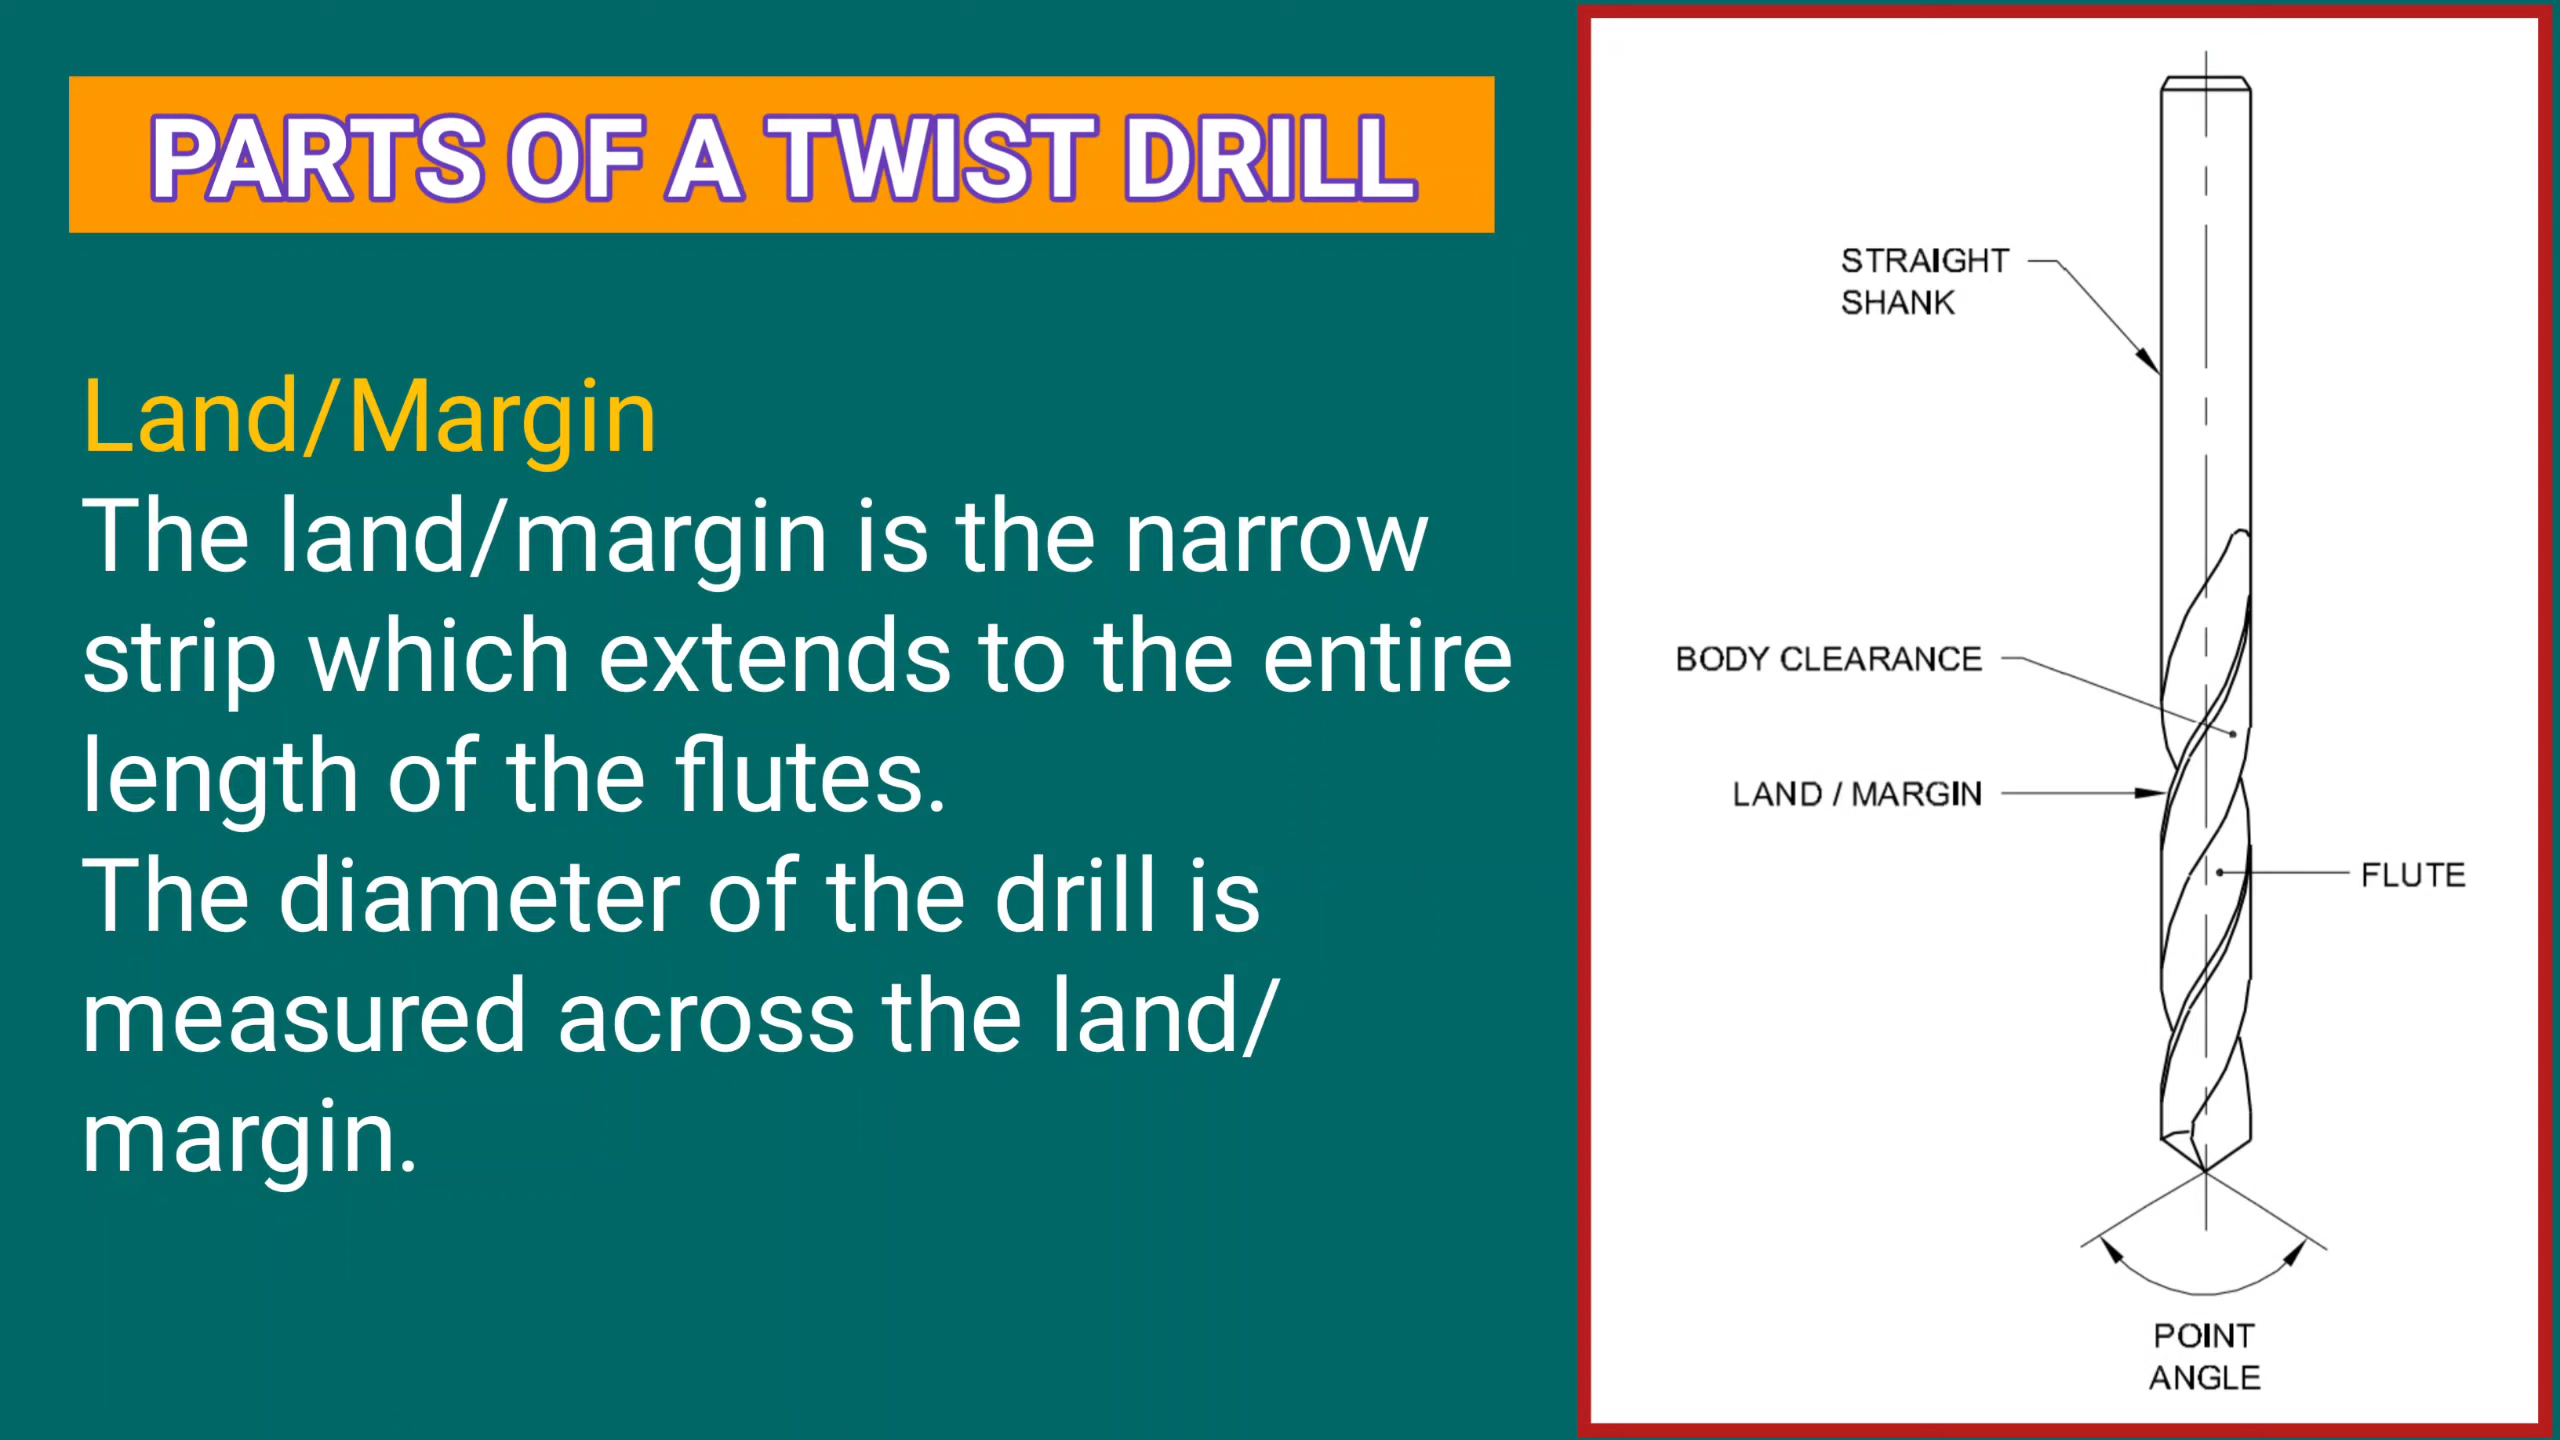 PARTS OF A TWIST DRILL
Land/Margin
The land/margin is the narrow
strip which extends to the entire
length of the flutes.
The diameter of the drill is
measured across the land/
margin.
STRAIGHT
SHANK
BODY CLEARANCE
LAND / MARGIN
FLUTE
POINT
ANGLE